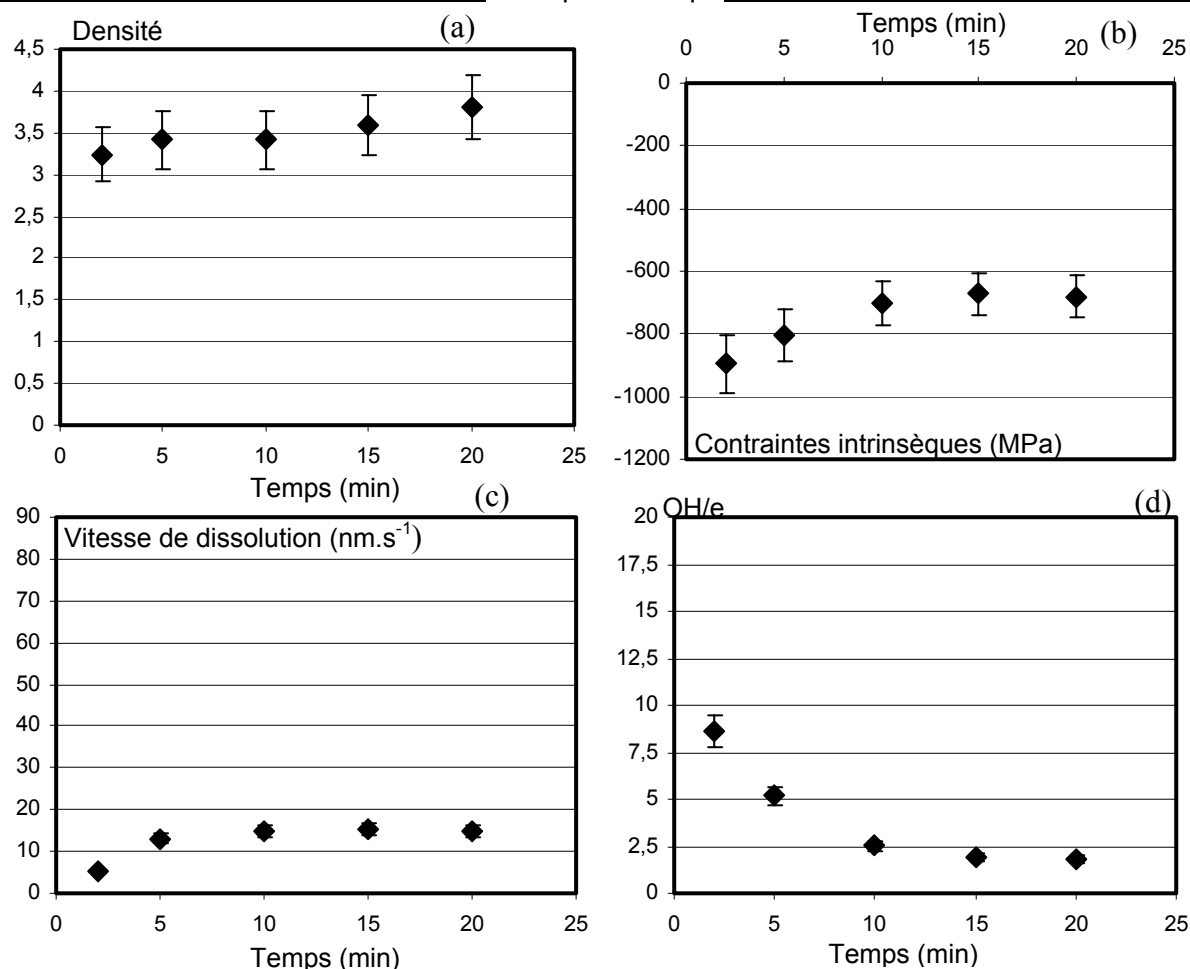 Densité (a)
4,5
4
3,5
3
2,5
2
1,5
1
0,5
0
0 5 10 15 20 25
Temps (min)
Temps (min) (b)
0 5 10 15 20 25
0
-200
-400
-600
-800
-1000
-1200
Contraintes intrinsèques (MPa)
(c)
90
80
70
60
50
40
30
20
10
0
Vitesse de dissolution (nm.s-1)
0 5 10 15 20 25
Temps (min)
OH/e (d)
20
17,5
15
12,5
10
7,5
5
2,5
0
0 5 10 15 20 25
Temps (min)